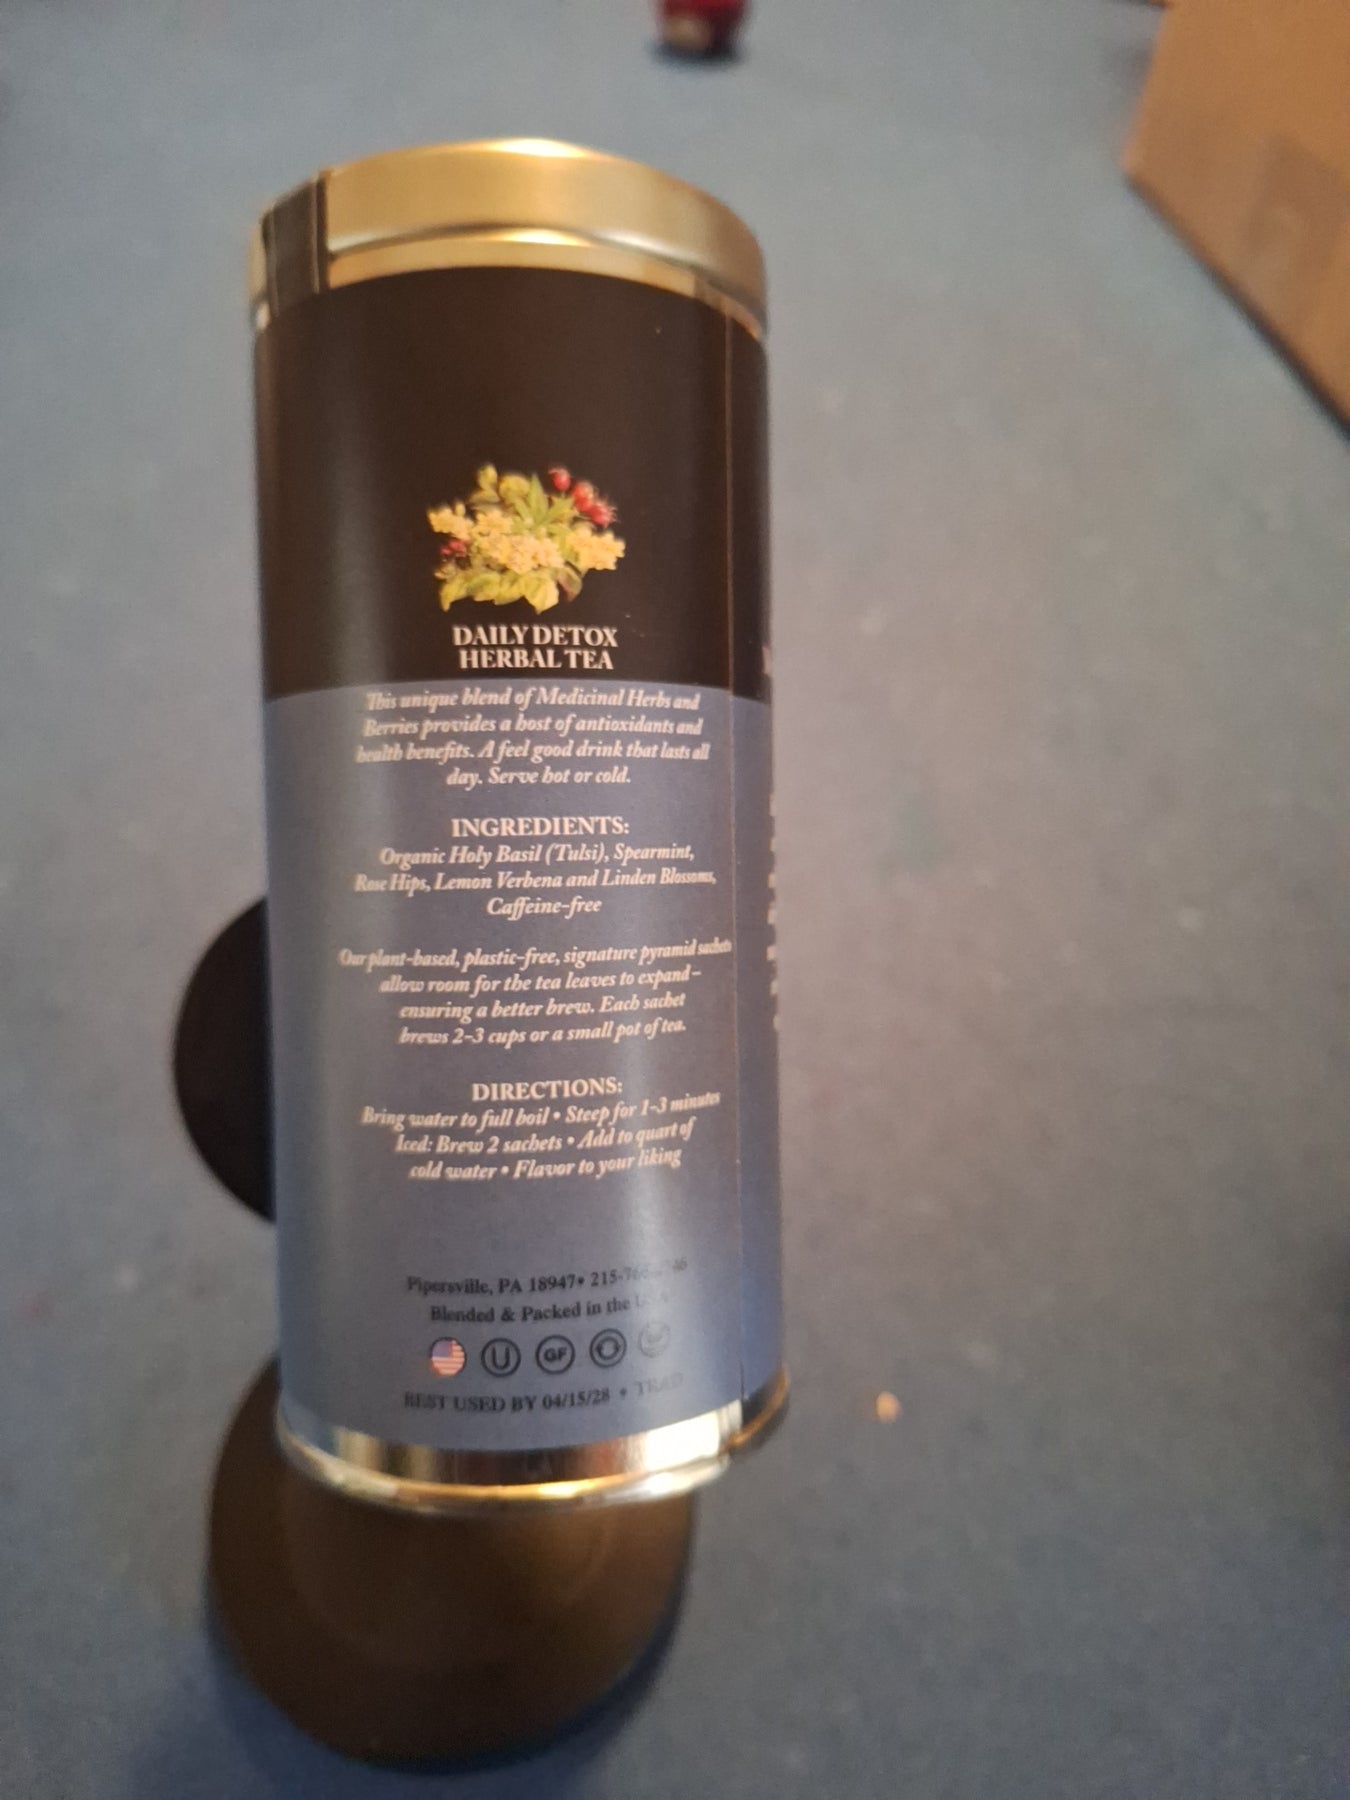 DAILY DETOX
HERBAL TEA
This unique blend of Medicinal Herbs and
Berries provides a host of antioxidants and
health benefits. A feel good drink that lasts all
day. Serve hot or cold.
INGREDIENTS:
Organic Holy Basil (Tulsi), Spearmint,
Rose Hips, Lemon Verbena and Linden Blossoms,
Caffeine-free
Our plant-based, plastic-free, signature pyramid sachets
allow room for the tea leaves to expand–
ensuring a better brew. Each sachet
brews 2-3 cups or a small pot of tea.
DIRECTIONS:
Bring water to full boil • Steep for 1-3 minutes
Iced: Brew 2 sachets • Add to quart of
cold water • Flavor to your liking
Pipersville, PA 18947•
Blended & Packed in the
U GF
BEST USED BY 04/15/28 •